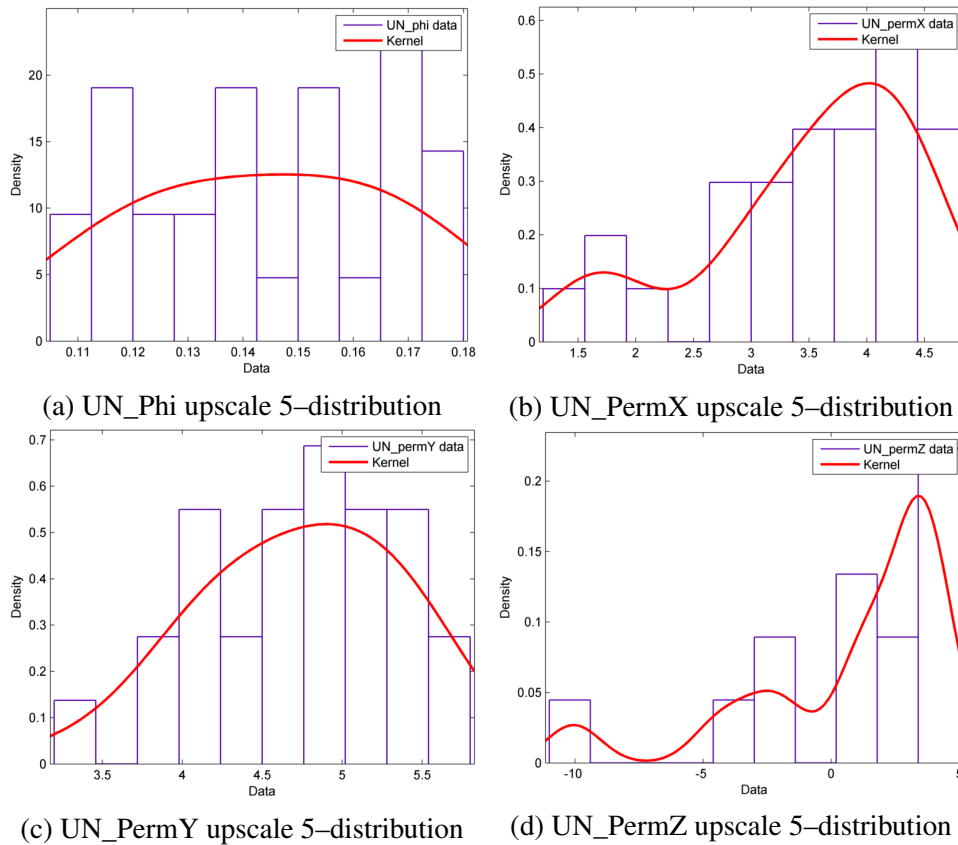 UN_phi data
Kernel
20
15
10
5
0
Density
0.11 0.12 0.13 0.14 0.15 0.16 0.17 0.18
Data
(a) UN_Phi upscale 5–distribution
UN_permX data
Kernel
0.6
0.5
0.4
0.3
0.2
0.1
0
Density
1.5 2 2.5 3 3.5 4 4.5
Data
(b) UN_PermX upscale 5–distribution
UN_permY data
Kernel
0.7
0.6
0.5
0.4
0.3
0.2
0.1
0
Density
3.5 4 4.5 5 5.5
Data
(c) UN_PermY upscale 5–distribution
UN_permZ data
Kernel
0.2
0.15
0.1
0.05
0
Density
-10 -5 0 5
Data
(d) UN_PermZ upscale 5–distribution